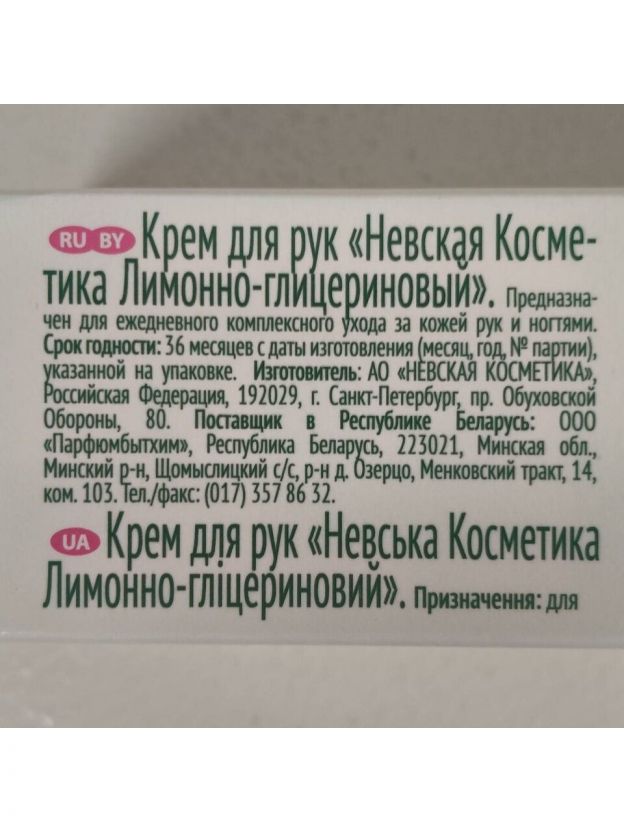 RU BY Крем для рук «Невская Косме-
тика Лимонно-глицериновый». Предназна-
чен для ежедневного комплексного ухода за кожей рук и ногтями.
Срок годности: 36 месяцев с даты изготовления (месяц, год, № партии),
указанной на упаковке. Изготовитель: АО «НЕВСКАЯ КОСМЕТИКА»,
Российская Федерация, 192029, г. Санкт-Петербург, пр. Обуховской
Обороны, 80. Поставщик в Республике Беларусь: ООО
«Парфюмбытхим», Республика Беларусь, 223021, Минская обл.,
Минский р-н, Щомыслицкий с/с, р-н д. Озерцо, Менковский тракт, 14,
ком. 103. Тел./факс: (017) 357 86 32.
UA Крем для рук «Невська Косметика
Лимонно-гліцериновий». Призначення: для